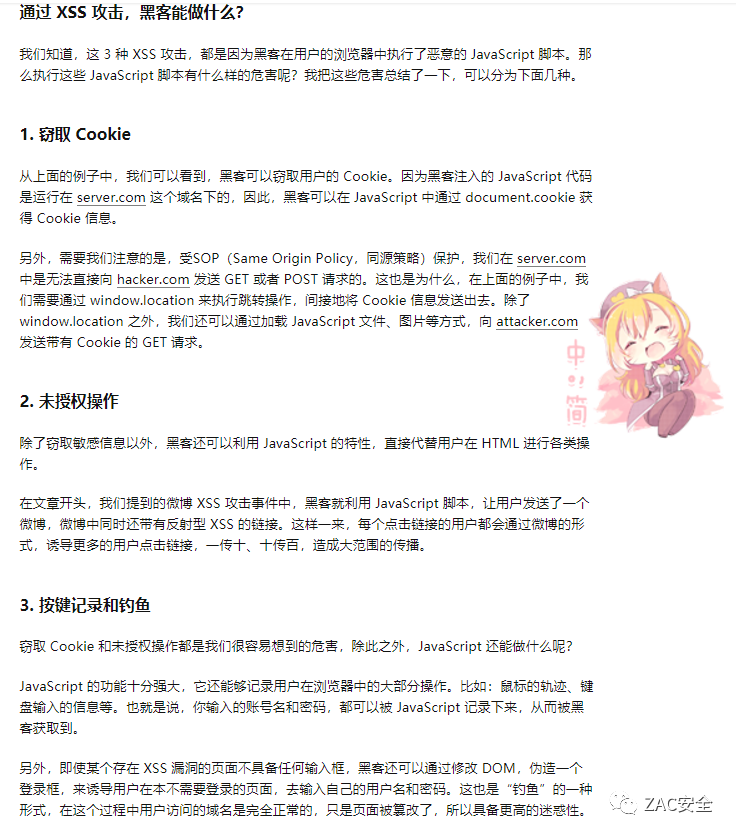 通过 XSS 攻击，黑客能做什么？
我们知道，这 3 种 XSS 攻击，都是因为黑客在用户的浏览器中执行了恶意的 JavaScript 脚本。那
么执行这些 JavaScript 脚本有什么样的危害呢？我把这些危害总结了一下，可以分为下面几种。
1. 窃取 Cookie
从上面的例子中，我们可以看到，黑客可以窃取用户的 Cookie。因为黑客注入的 JavaScript 代码
是运行在 server.com 这个域名下的，因此，黑客可以在 JavaScript 中通过 document.cookie 获
得 Cookie 信息。
另外，需要我们注意的是，受SOP（Same Origin Policy，同源策略）保护，我们在 server.com
中是无法直接向 hacker.com 发送 GET 或者 POST 请求的。这也是为什么，在上面的例子中，我
们需要通过 window.location 来执行跳转操作，间接地将 Cookie 信息发送出去。除了
window.location 之外，我们还可以通过加载 JavaScript 文件、图片等方式，向 attacker.com
发送带有 Cookie 的 GET 请求。
2. 未授权操作
除了窃取敏感信息以外，黑客还可以利用 JavaScript 的特性，直接代替用户在 HTML 进行各类操
作。
在文章开头，我们提到的微博 XSS 攻击事件中，黑客就利用 JavaScript 脚本，让用户发送了一个
微博，微博中同时还带有反射型 XSS 的链接。这样一来，每个点击链接的用户都会通过微博的形
式，诱导更多的用户点击链接，一传十、十传百，造成大范围的传播。
3. 按键记录和钓鱼
窃取 Cookie 和未授权操作都是我们很容易想到的危害，除此之外，JavaScript 还能做什么呢？
JavaScript 的功能十分强大，它还能够记录用户在浏览器中的大部分操作。比如：鼠标的轨迹、键
盘输入的信息等。也就是说，你输入的账号名和密码，都可以被 JavaScript 记录下来，从而被黑
客获取到。
另外，即使某个存在 XSS 漏洞的页面不具备任何输入框，黑客还可以通过修改 DOM，伪造一个
登录框，来诱导用户在本不需要登录的页面，去输入自己的用户名和密码。这也是“钓鱼”的一种
形式，在这个过程中用户访问的域名是完全正常的，只是页面被篡改了，所以具备更高的迷惑性。
中
简
ZAC安全